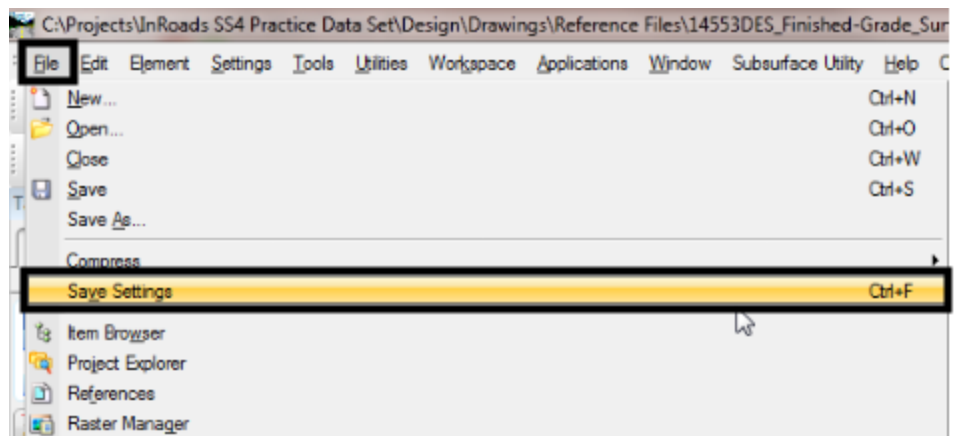 C:\Projects\InRoads SS4 Practice Data Set\Design\Drawings\Reference Files\14553DES_Finished-Grade_Sur
File Edit Element Settings Tools Utilities Workspace Applications Window Subsurface Utility Help
New... Ctrl+N
Open... Ctrl+O
Close Ctrl+W
Save Ctrl+S
Save As...
Compress
Save Settings Ctrl+F
Item Browser
Project Explorer
References
Raster Manager